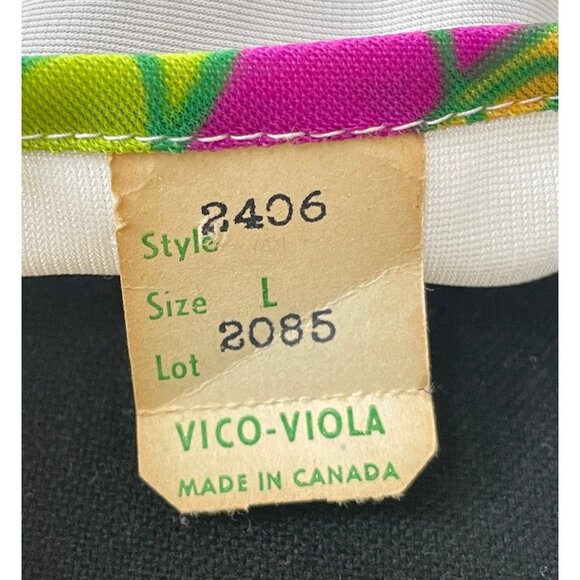 Style 2406
Size L
Lot 2085
VICO-VIOLA
MADE IN CANADA